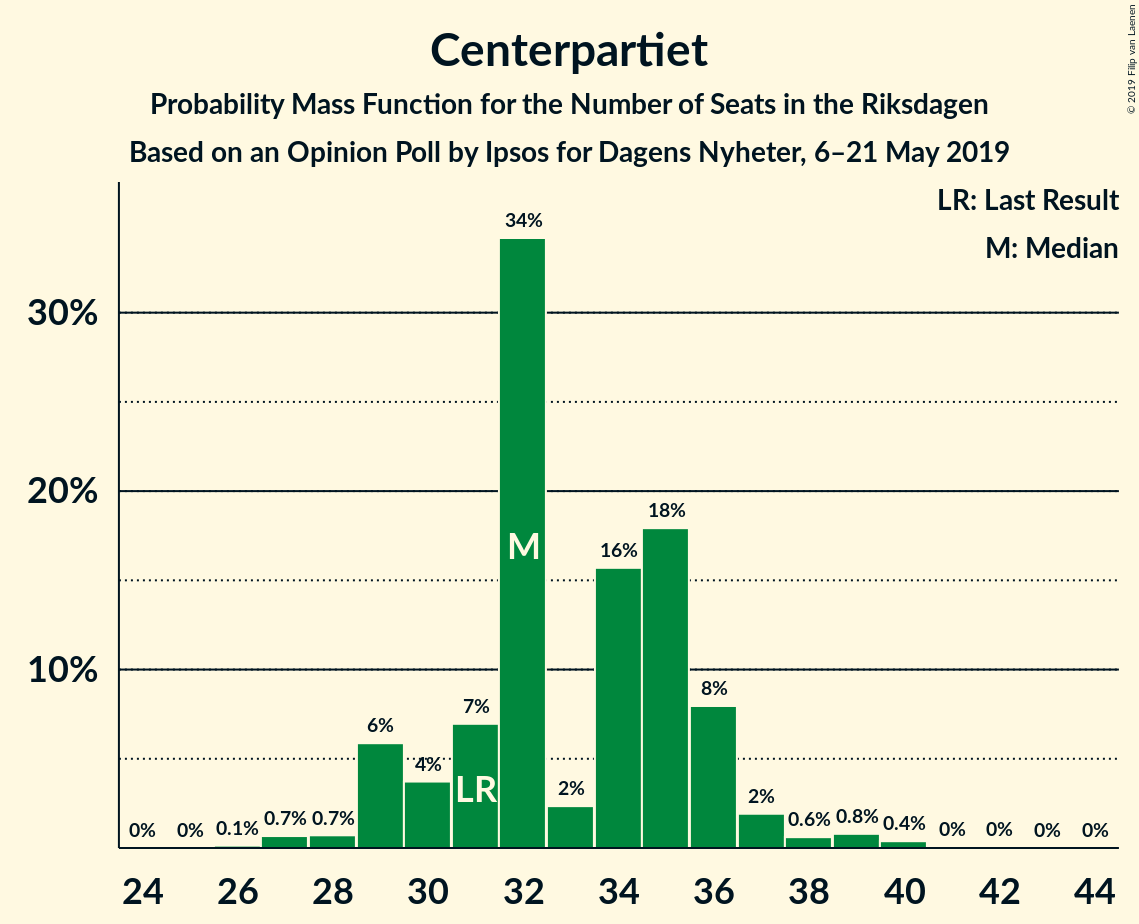 Centerpartiet
Probability Mass Function for the Number of Seats in the Riksdagen
Based on an Opinion Poll by Ipsos for Dagens Nyheter, 6–21 May 2019
© 2019 Filip van Laenen
LR: Last Result
M: Median
30%
20%
10%
0% 0% 0.1% 0.7% 0.7% 6% 4% 7% 34% 2% 16% 18% 8% 2% 0.6% 0.8% 0.4% 0% 0% 0% 0%
M
LR
24 26 28 30 32 34 36 38 40 42 44